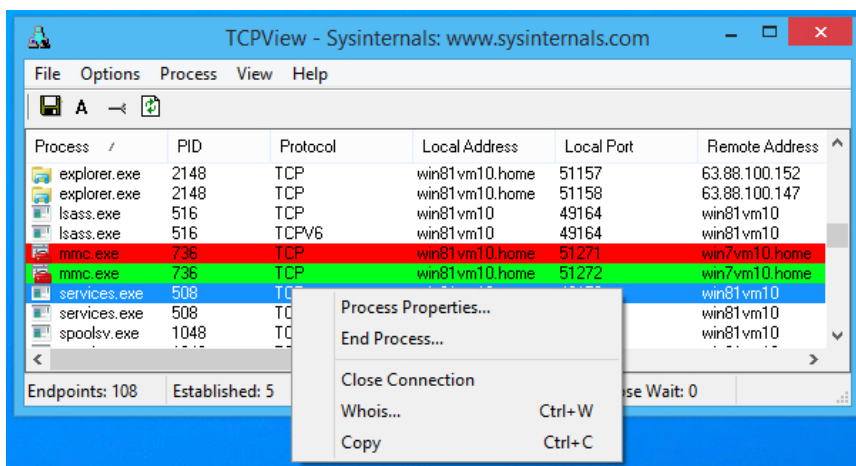 TCPView - Sysinternals: www.sysinternals.com
File Options Process View Help
A
Process / PID Protocol Local Address Local Port Remote Address
explorer.exe 2148 TCP win81vm10.home 51157 63.88.100.152
explorer.exe 2148 TCP win81vm10.home 51158 63.88.100.147
lsass.exe 516 TCP win81vm10 49164 win81vm10
lsass.exe 516 TCPV6 win81vm10 49164 win81vm10
mmc.exe 736 TCP win81vm10.home 51271 win7vm10.home
mmc.exe 736 TCP win81vm10.home 51272 win7vm10.home
services.exe 508 win81vm10
services.exe 508 win81vm10
spoolsv.exe 1048 win81vm10
Endpoints: 108 Established: 5 Wait: 0
Process Properties...
End Process...
Close Connection
Whois... Ctrl+W
Copy Ctrl+C